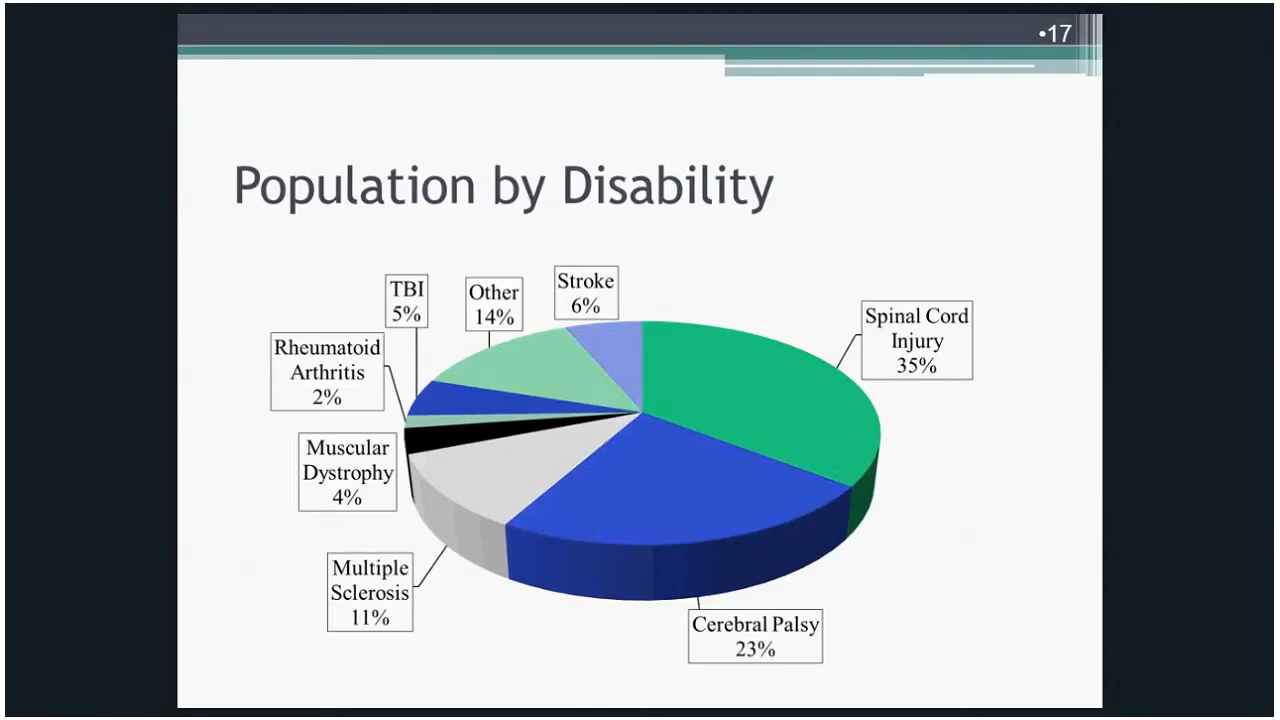 •17
Population by Disability
TBI
5%
Other
14%
Stroke
6%
Spinal Cord
Injury
35%
Rheumatoid
Arthritis
2%
Muscular
Dystrophy
4%
Multiple
Sclerosis
11%
Cerebral Palsy
23%